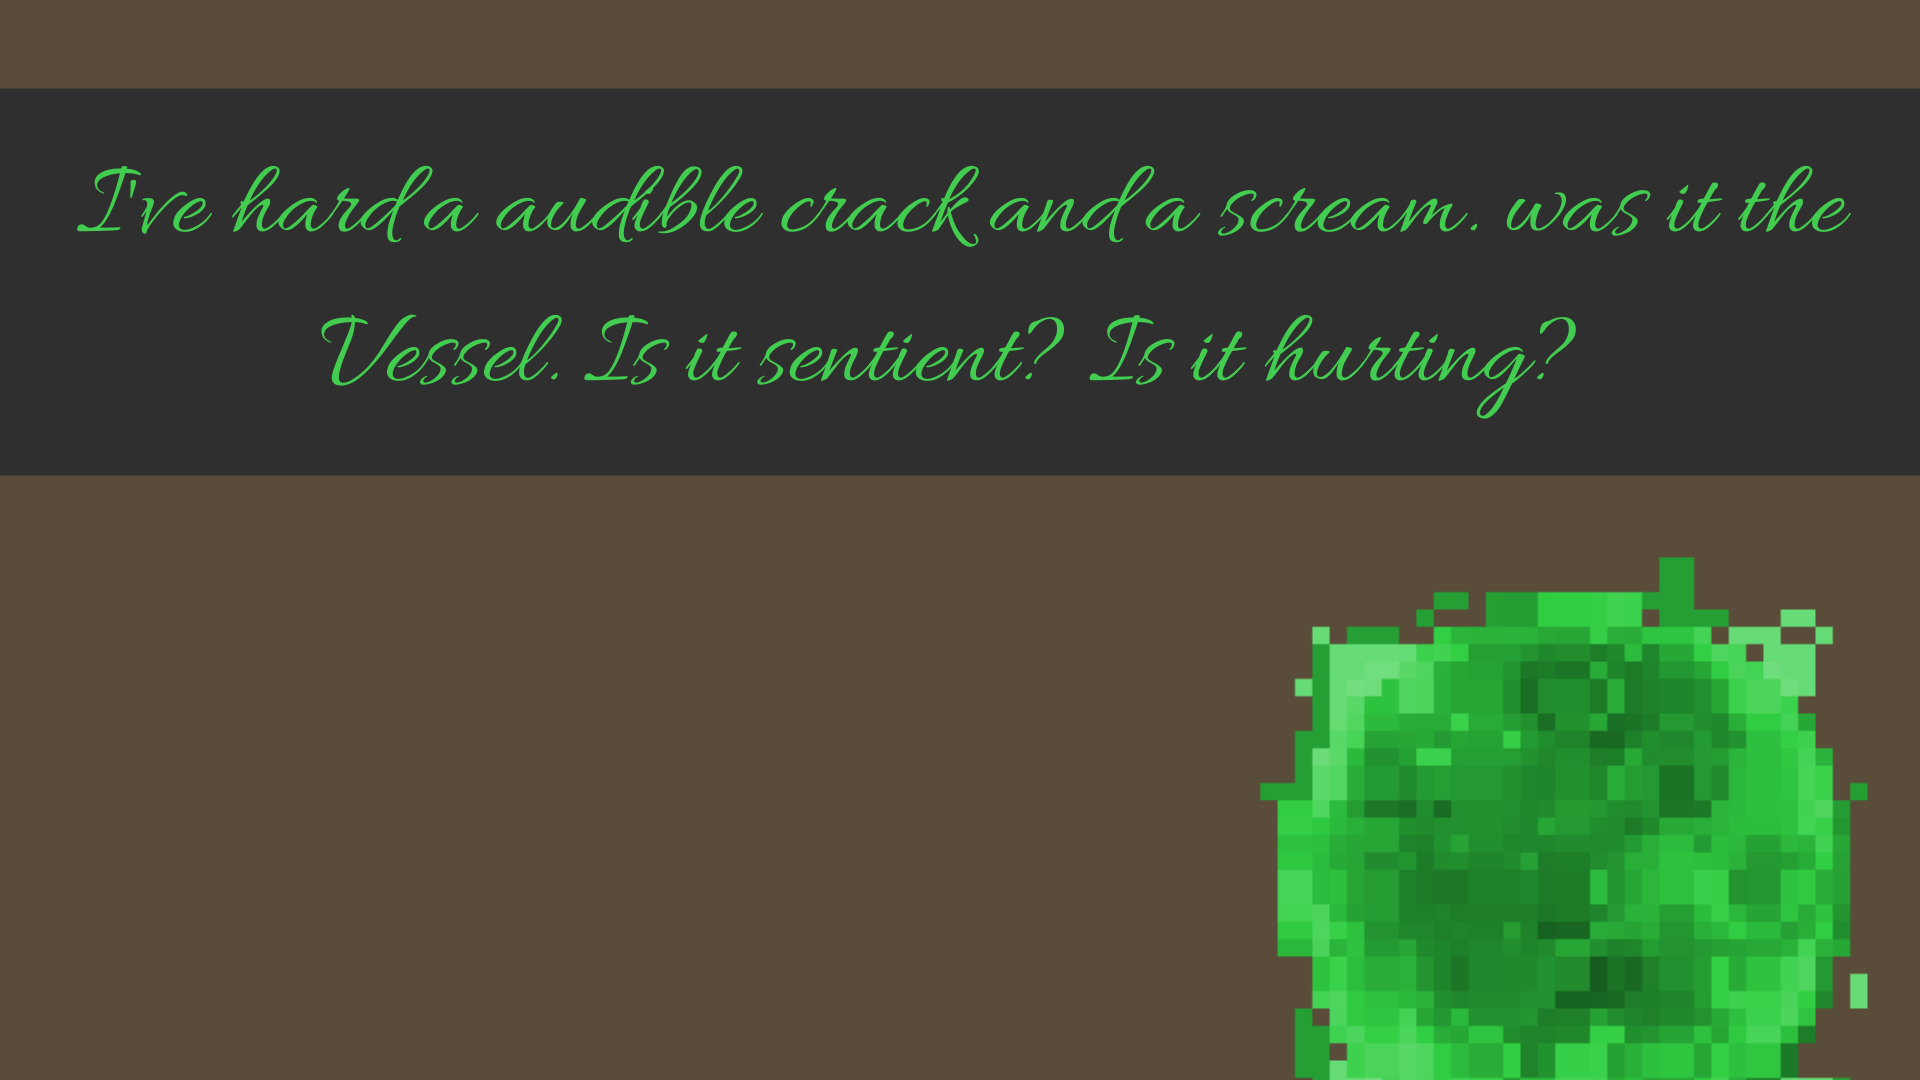 I've hard a audible crack and a scream. was it the
Vessel. Is it sentient? Is it hurting?